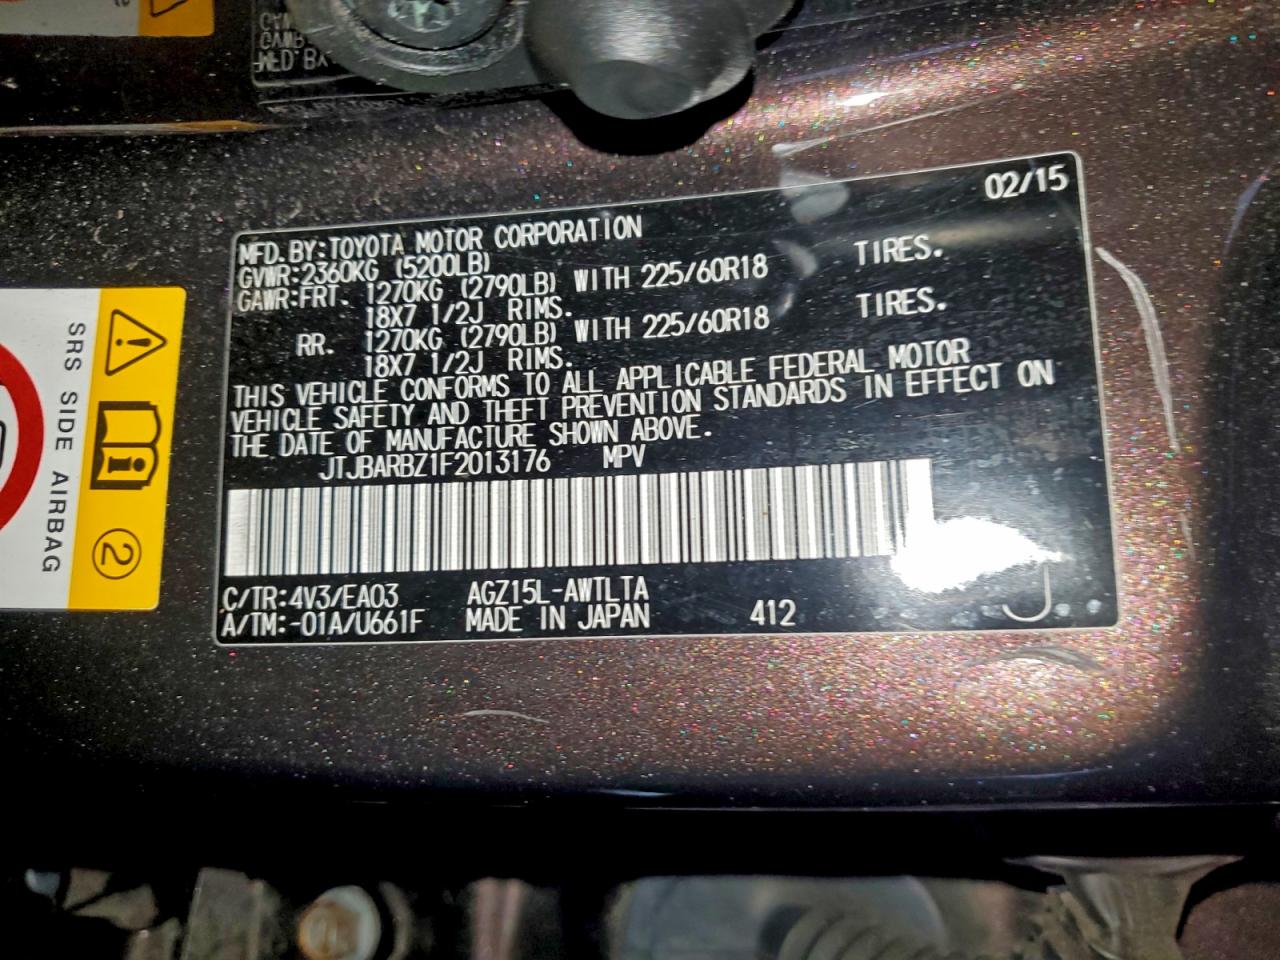 02/15
MFD.BY:TOYOTA MOTOR CORPORATION
GVWR:2360KG (5200LB)
GAWR:FRT. 1270KG (2790LB) WITH 225/60R18 TIRES.
18X7 1/2J RIMS.
RR. 1270KG (2790LB) WITH 225/60R18 TIRES.
18X7 1/2J RIMS.
THIS VEHICLE CONFORMS TO ALL APPLICABLE FEDERAL MOTOR
VEHICLE SAFETY AND THEFT PREVENTION STANDARDS IN EFFECT ON
THE DATE OF MANUFACTURE SHOWN ABOVE.
JTJBARBZ1F2013176 MPV
C/TR:4V3/EA03 AGZ15L-AWTLTA
A/TM:-01A/U661F MADE IN JAPAN 412
J
SRS SIDE AIRBAG
2